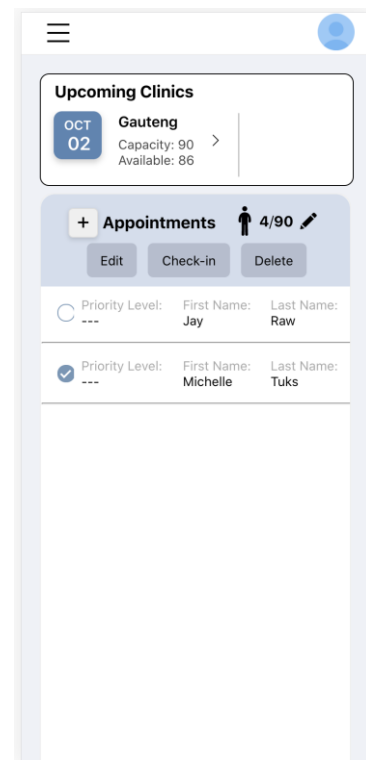 Upcoming Clinics
OCT
02
Gauteng
Capacity: 90
Available: 86
+ Appointments 4/90
Edit Check-in Delete
Priority Level: First Name: Last Name:
--- Jay Raw
Priority Level: First Name: Last Name:
--- Michelle Tuks